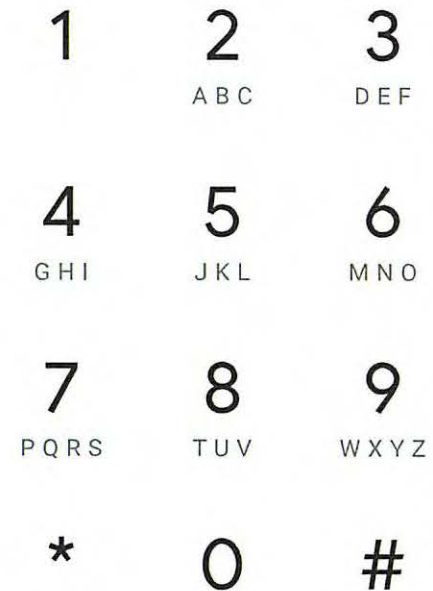 1 2 3
ABC DEF
4 5 6
GHI JKL MNO
7 8 9
PQRS TUV WXYZ
* 0 #